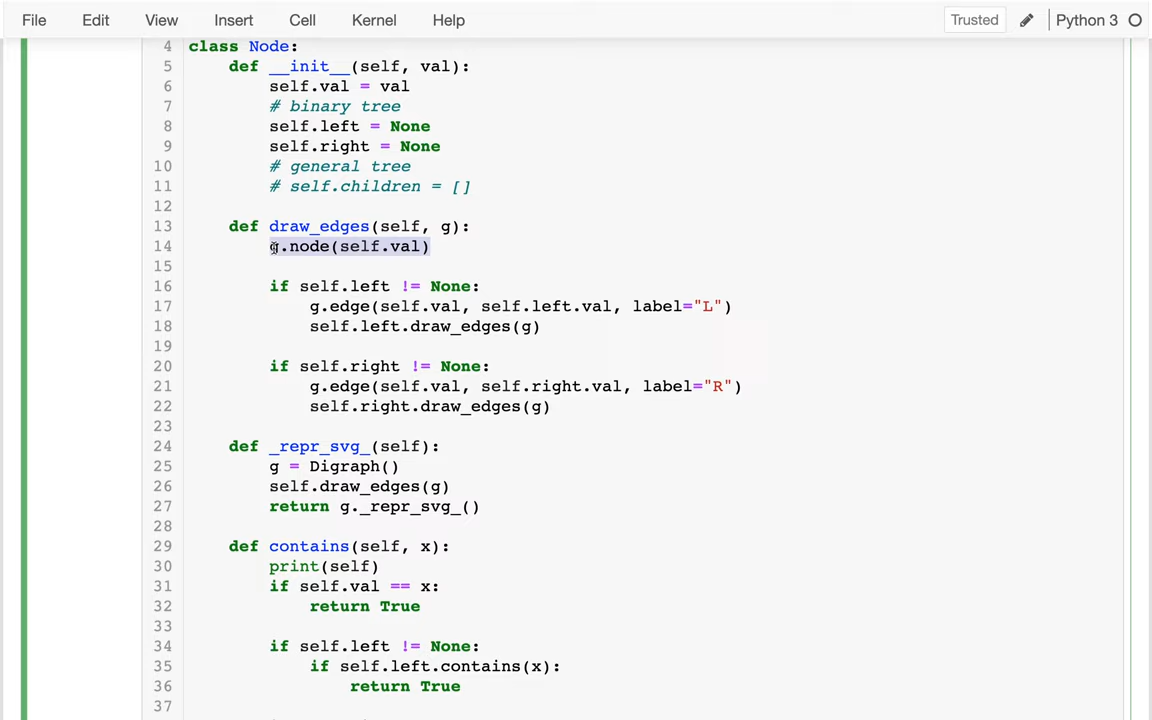 File Edit View Insert Cell Kernel Help Trusted Python 3
4 class Node:
5     def __init__(self, val):
6         self.val = val
7         # binary tree
8         self.left = None
9         self.right = None
10         # general tree
11         # self.children = []
12
13     def draw_edges(self, g):
14         g.node(self.val)
15
16         if self.left != None:
17             g.edge(self.val, self.left.val, label="L")
18             self.left.draw_edges(g)
19
20         if self.right != None:
21             g.edge(self.val, self.right.val, label="R")
22             self.right.draw_edges(g)
23
24     def _repr_svg_(self):
25         g = Digraph()
26         self.draw_edges(g)
27         return g._repr_svg_()
28
29     def contains(self, x):
30         print(self)
31         if self.val == x:
32             return True
33
34         if self.left != None:
35             if self.left.contains(x):
36                 return True
37